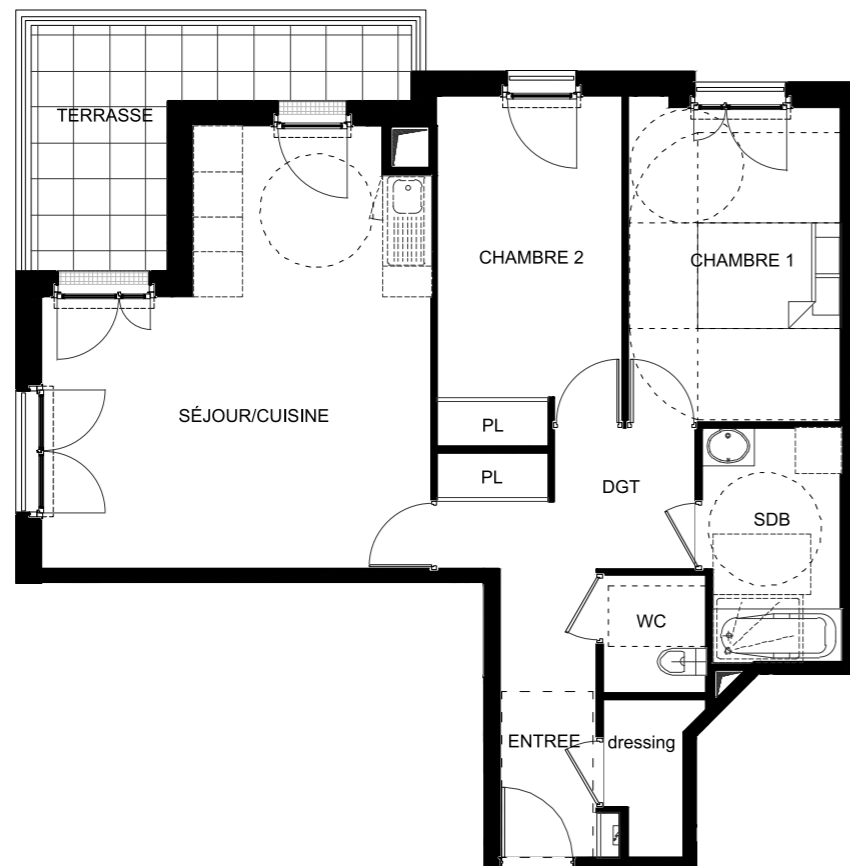 TERRASSE
CHAMBRE 2
CHAMBRE 1
SÉJOUR/CUISINE
PL
PL
DGT
SDB
WC
ENTREE
dressing